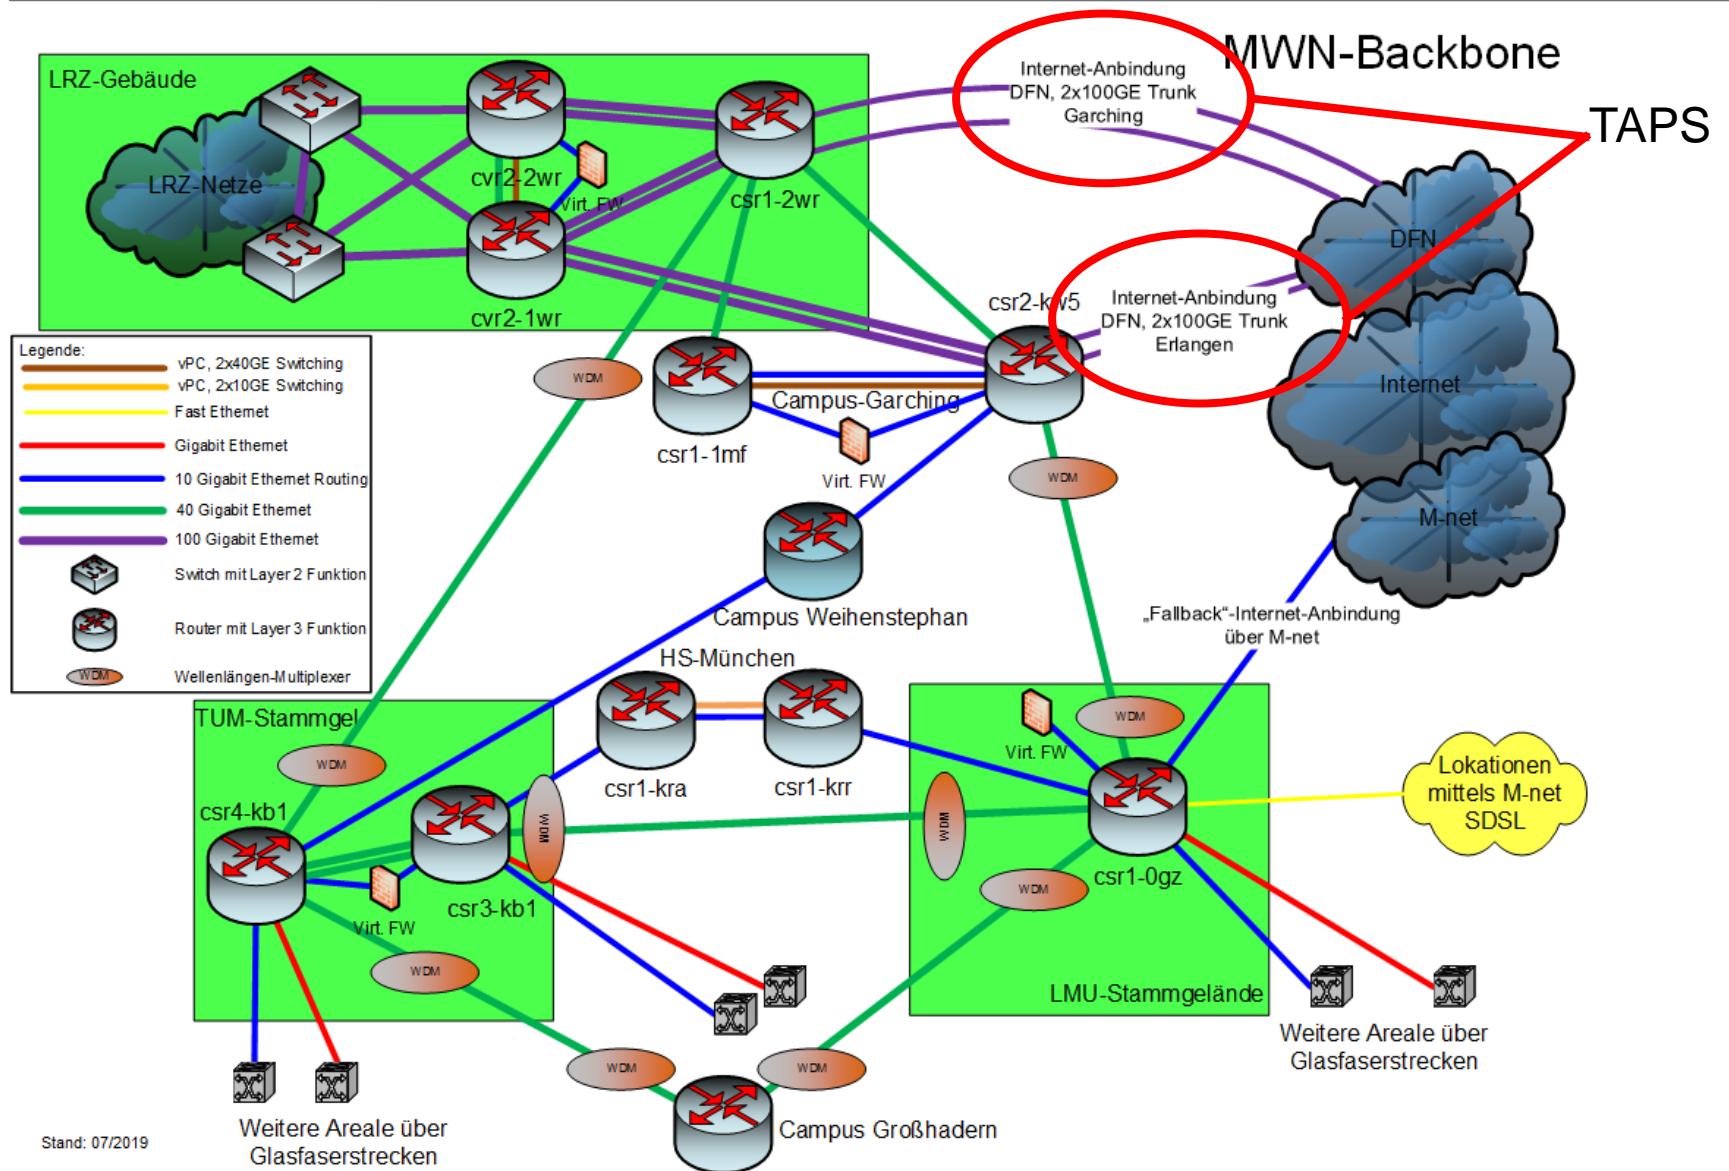 MWN-Backbone
TAPS
LRZ-Gebäude
LRZ-Netze
cvr2-2wr
Virt. FW
cvr2-1wr
csr1-2wr
Internet-Anbindung
DFN, 2x100GE Trunk
Garching
DFN
csr2-kw5
Internet-Anbindung
DFN, 2x100GE Trunk
Erlangen
Internet
M-net
Legende:
vPC, 2x40GE Switching
vPC, 2x10GE Switching
Fast Ethernet
Gigabit Ethernet
10 Gigabit Ethernet Routing
40 Gigabit Ethernet
100 Gigabit Ethernet
Switch mit Layer 2 Funktion
Router mit Layer 3 Funktion
WDM
Wellenlängen-Multiplexer
WDM
csr1-1mf
Campus-Garching
Virt. FW
WDM
Campus Weihenstephan
„Fallback“-Internet-Anbindung
über M-net
HS-München
csr1-kra
csr1-krr
TUM-Stammgel
WDM
csr4-kb1
WDM
csr3-kb1
Virt. FW
WDM
WDM
Virt. FW
WDM
WDM
csr1-0gz
LMU-Stammgelände
Lokationen
mittels M-net
SDSL
Weitere Areale über
Glasfaserstrecken
WDM
WDM
Campus Großhadern
Weitere Areale über
Glasfaserstrecken
Stand: 07/2019